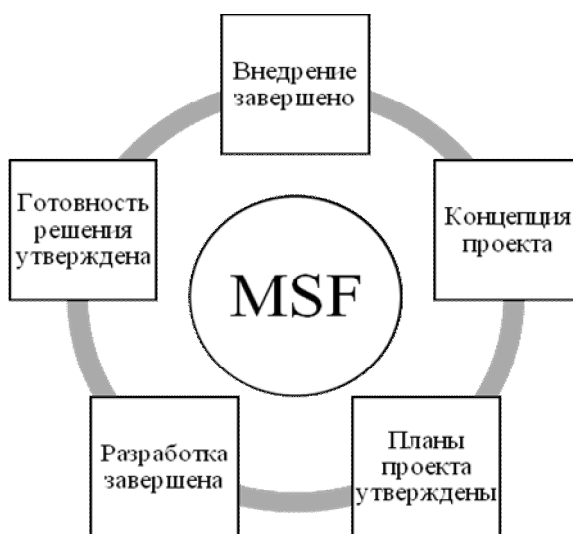 Внедрение
завершено
Концепция
проекта
Планы
проекта
утверждены
Разработка
завершена
Готовность
решения
утверждена
MSF